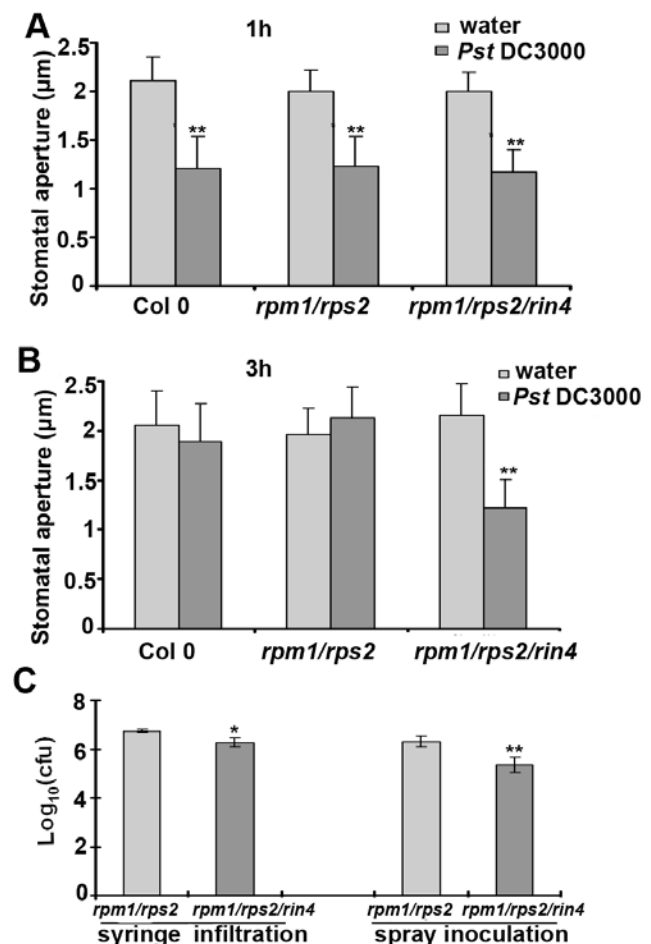 A
1h
water
Pst DC3000
Stomatal aperture (μm)
2.5
2
1.5
1
0.5
0
**
**
**
Col 0
rpm1/rps2
rpm1/rps2/rin4
B
3h
water
Pst DC3000
Stomatal aperture (μm)
2.5
2
1.5
1
0.5
0
**
Col 0
rpm1/rps2
rpm1/rps2/rin4
C
Log10(cfu)
8
6
4
2
0
*
**
rpm1/rps2 rpm1/rps2/rin4 rpm1/rps2 rpm1/rps2/rin4
syringe infiltration spray inoculation